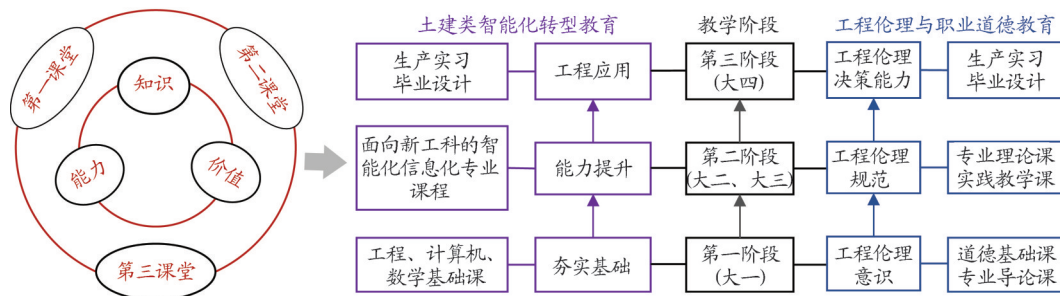 第一课堂
第二课堂
知识
能力
价值
第三课堂
土建类智能化转型教育
教学阶段
工程伦理与职业道德教育
生产实习
毕业设计
工程应用
第三阶段
(大四)
工程伦理
决策能力
生产实习
毕业设计
面向新工科的智
能化信息化专业
课程
能力提升
第二阶段
(大二、大三)
工程伦理
规范
专业理论课
实践教学课
工程、计算机、
数学基础课
夯实基础
第一阶段
(大一)
工程伦理
意识
道德基础课
专业导论课